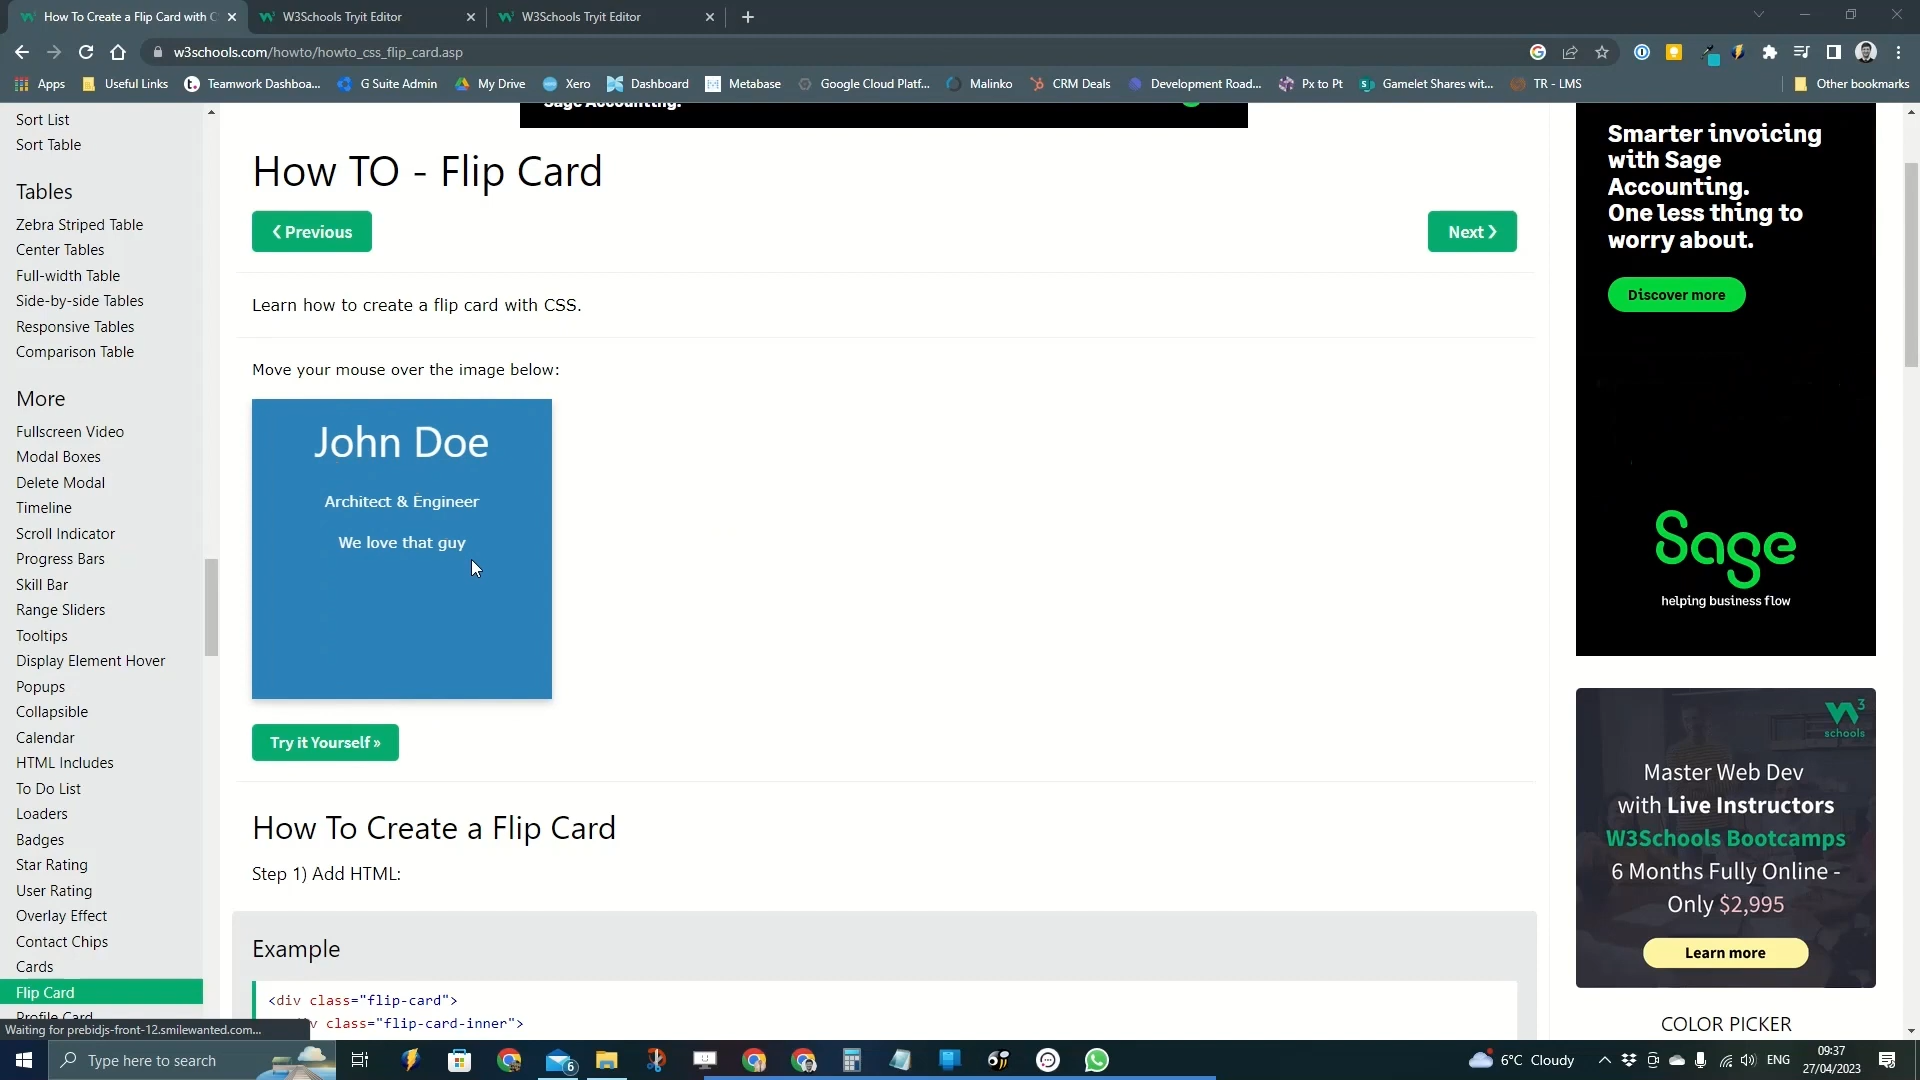 How To Create a Flip Card with C
W3Schools Tryit Editor
W3Schools Tryit Editor
w3schools.com/howto/howto_css_flip_card.asp
Apps
Useful Links
Teamwork Dashboa...
G Suite Admin
My Drive
Xero
Dashboard
Metabase
Google Cloud Platf...
Malinko
CRM Deals
Development Road...
Px to Pt
Gamelet Shares wit...
TR - LMS
Other bookmarks
Sort List
Sort Table
Tables
Zebra Striped Table
Center Tables
Full-width Table
Side-by-side Tables
Responsive Tables
Comparison Table
More
Fullscreen Video
Modal Boxes
Delete Modal
Timeline
Scroll Indicator
Progress Bars
Skill Bar
Range Sliders
Tooltips
Display Element Hover
Popups
Collapsible
Calendar
HTML Includes
To Do List
Loaders
Badges
Star Rating
User Rating
Overlay Effect
Contact Chips
Cards
Flip Card
Profile Card
Waiting for prebidjs-front-12.smilewanted.com...
Sage Accounting.
How TO - Flip Card
❮ Previous
Next ❯
Learn how to create a flip card with CSS.
Move your mouse over the image below:
John Doe
Architect & Engineer
We love that guy
Try it Yourself »
How To Create a Flip Card
Step 1) Add HTML:
Example
<div class="flip-card">
v class="flip-card-inner">
Smarter invoicing
with Sage
Accounting.
One less thing to
worry about.
Discover more
Sage
helping business flow
W3
schools
Master Web Dev
with Live Instructors
W3Schools Bootcamps
6 Months Fully Online -
Only $2,995
Learn more
COLOR PICKER
Type here to search
6
6°C Cloudy
ENG
09:37
27/04/2023